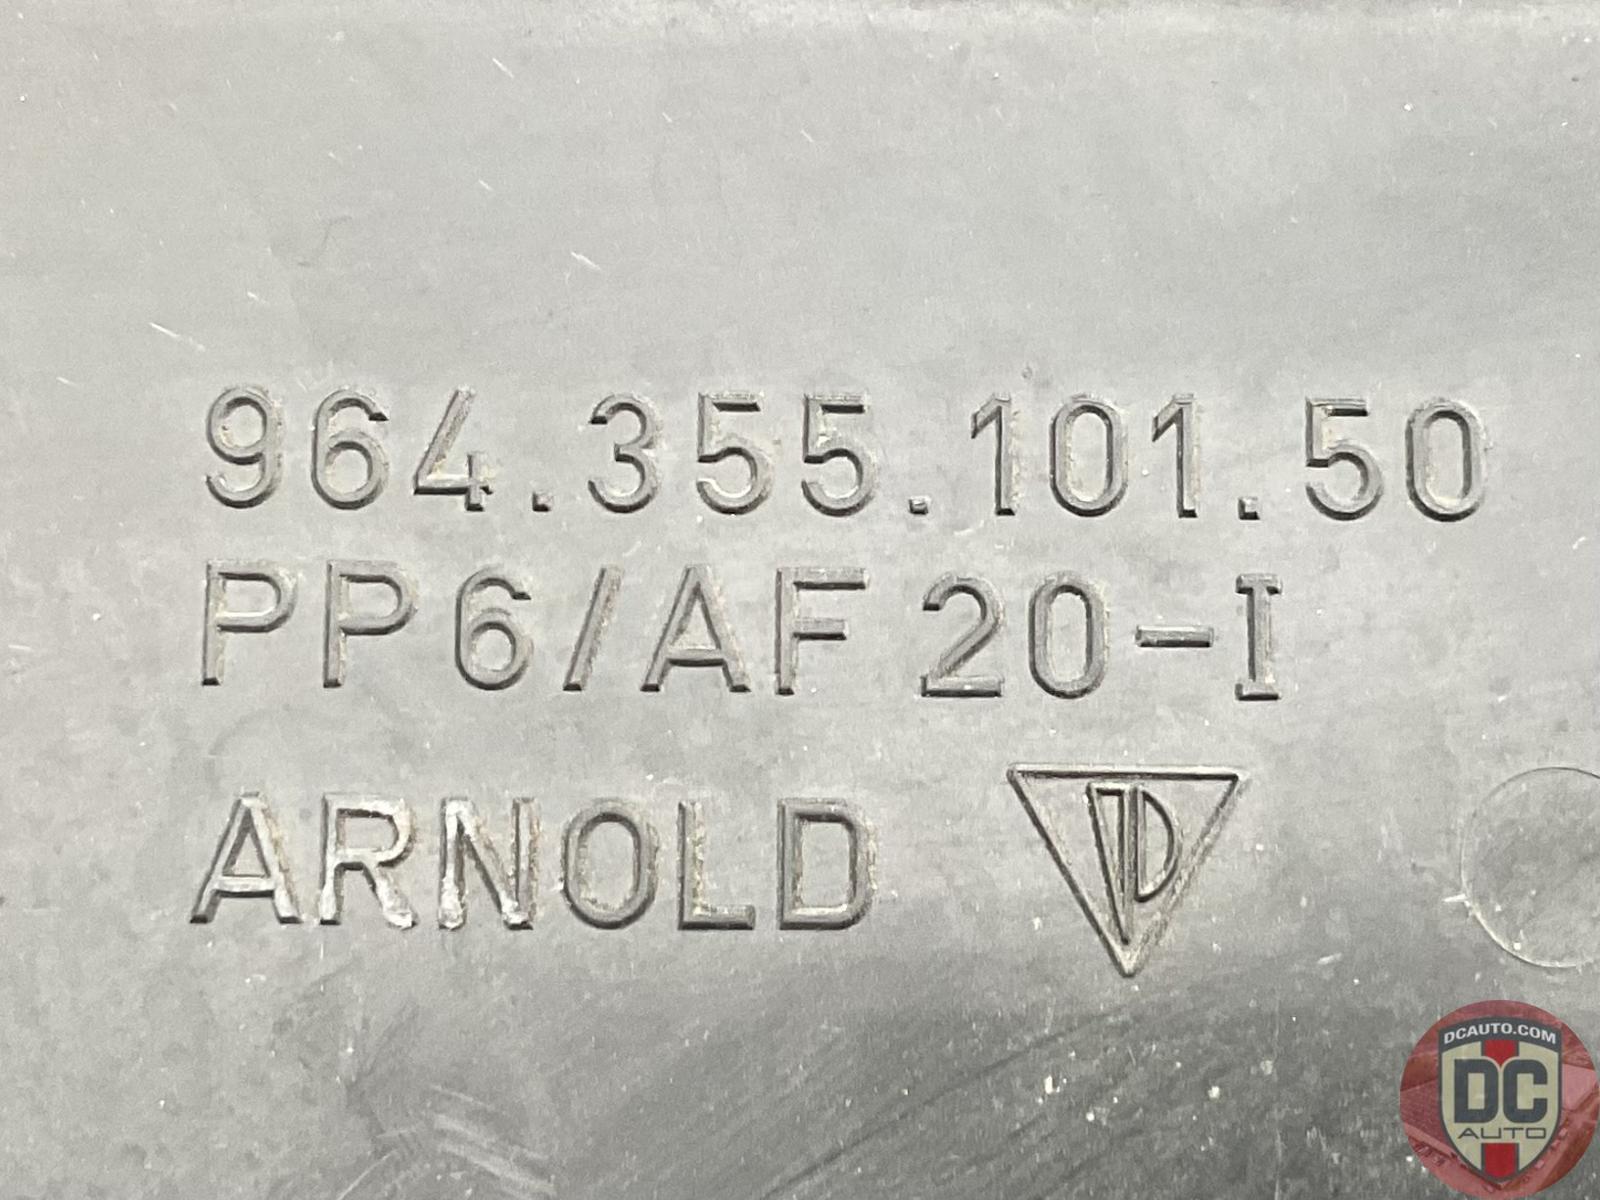 964.355.101.50
PP6/AF20-I
ARNOLD
DCAUTO.COM
DC
AUTO